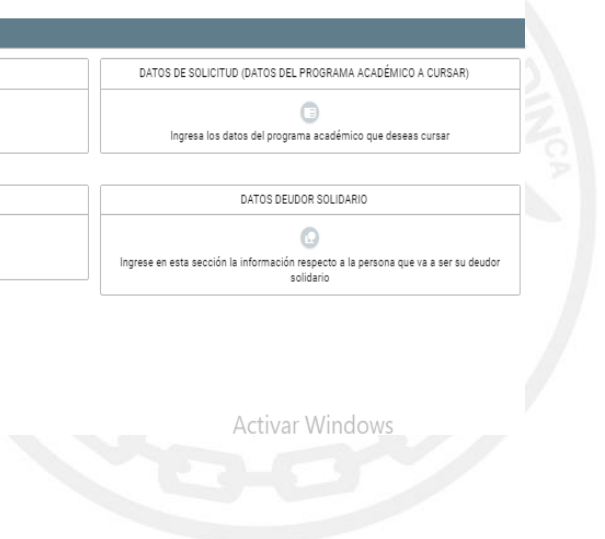 DATOS DE SOLICITUD (DATOS DEL PROGRAMA ACADÉMICO A CURSAR)
Ingresa los datos del programa académico que deseas cursar
DATOS DEUDOR SOLIDARIO
Ingrese en esta sección la información respecto a la persona que va a ser su deudor
solidario
Activar Windows